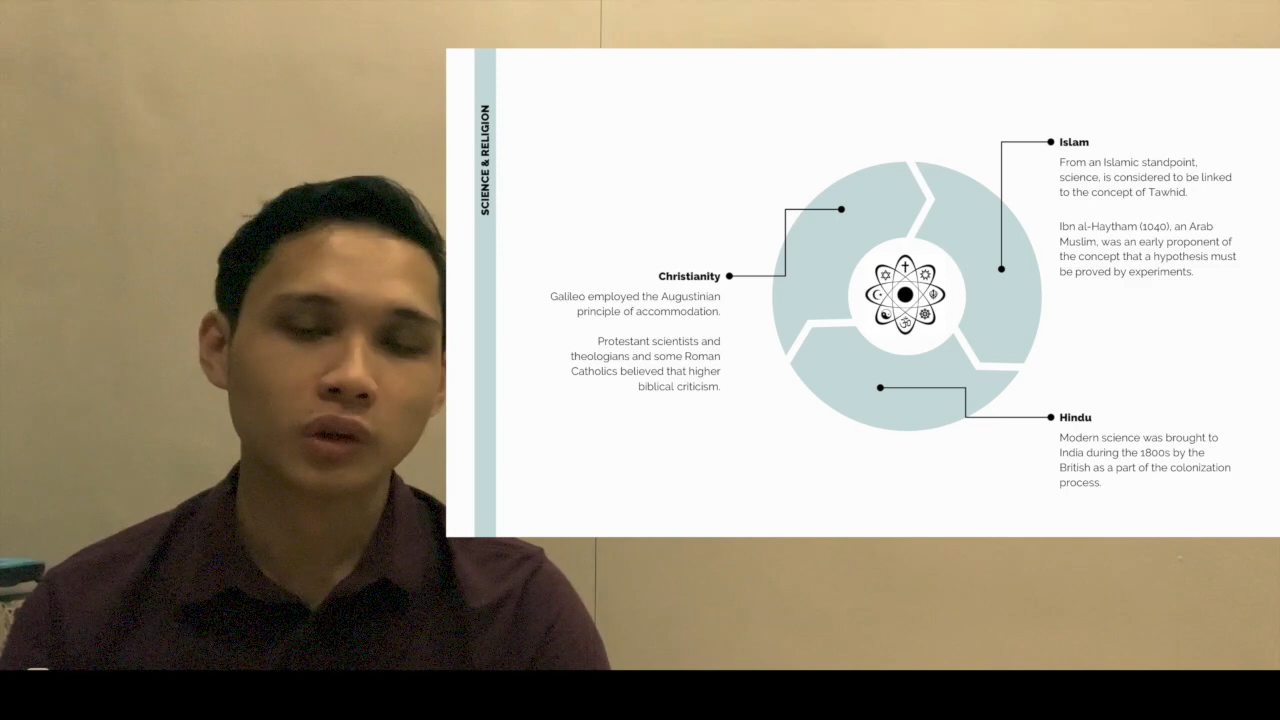 SCIENCE & RELIGION
Christianity
Galileo employed the Augustinian
principle of accommodation.
Protestant scientists and
theologians and some Roman
Catholics believed that higher
biblical criticism.
Islam
From an Islamic standpoint,
science, is considered to be linked
to the concept of Tawhid.
Ibn al-Haytham (1040), an Arab
Muslim, was an early proponent of
the concept that a hypothesis must
be proved by experiments.
Hindu
Modern science was brought to
India during the 1800s by the
British as a part of the colonization
process.